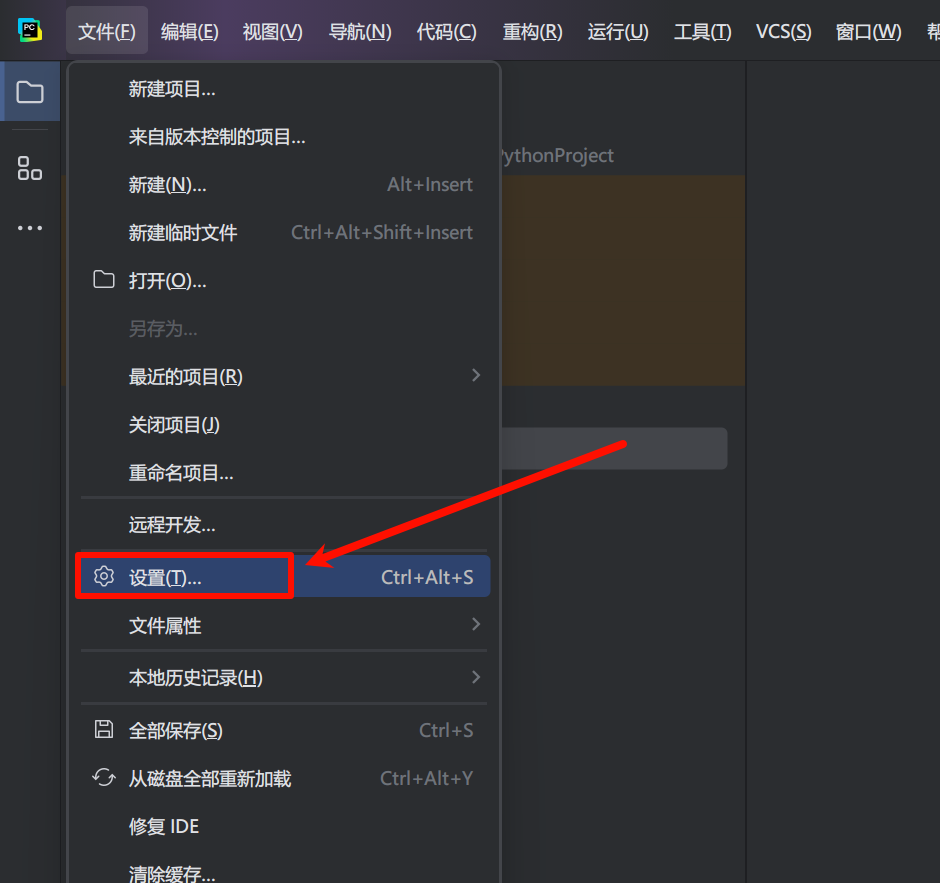 PC
文件(F) 编辑(E) 视图(V) 导航(N) 代码(C) 重构(R) 运行(U) 工具(T) VCS(S) 窗口(W)
新建项目...
来自版本控制的项目...
PythonProject
新建(N)... Alt+Insert
新建临时文件 Ctrl+Alt+Shift+Insert
打开(O)...
另存为...
最近的项目(R)
关闭项目(J)
重命名项目...
远程开发...
设置(T)... Ctrl+Alt+S
文件属性
本地历史记录(H)
全部保存(S) Ctrl+S
从磁盘全部重新加载 Ctrl+Alt+Y
修复 IDE
清除缓存...